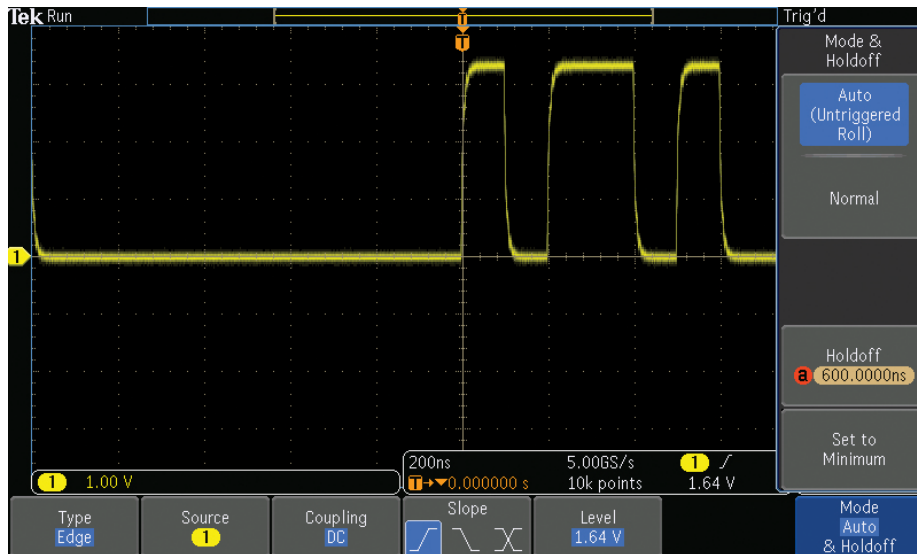 Tek Run
T
Trig'd
T
Mode &
Holdoff
Auto
(Untriggered
Roll)
Normal
1
Holdoff
a 600.0000ns
Set to
Minimum
1 1.00 V
200ns 5.00GS/s 1
T→▼0.000000 s 10k points 1.64 V
Type
Edge
Source
1
Coupling
DC
Slope
Level
1.64 V
Mode
Auto
& Holdoff